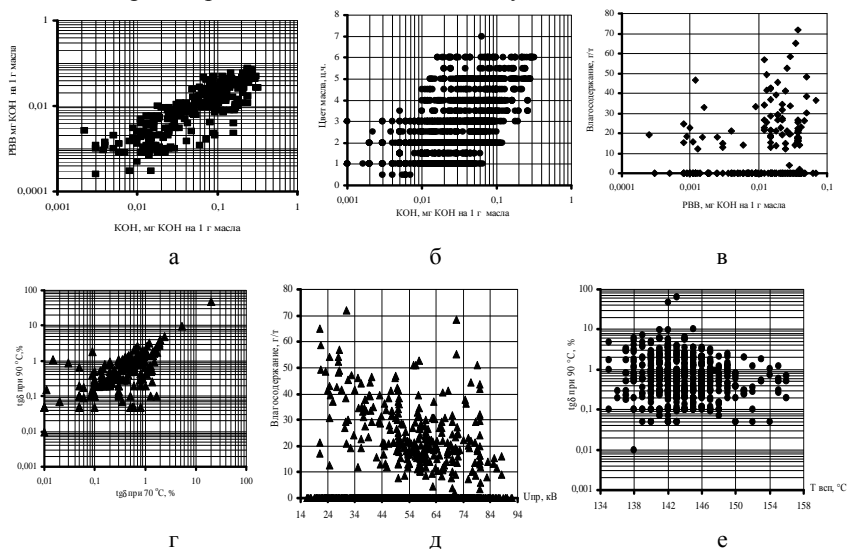 РВВ мг КОН на 1 г масла
1
0,01
0,0001
0,001 0,01 0,1 1
КОН, мг КОН на 1 г масла
а
Цвет масла, ц.ч.
8
7
6
5
4
3
2
1
0
0,001 0,01 0,1 1
КОН, мг КОН на 1 г масла
б
Влагосодержание, г/т
80
70
60
50
40
30
20
10
0
0,0001 0,001 0,01 0,1
РВВ, мг КОН на 1 г масла
в
tgδ при 90 °С,%
100
10
1
0,1
0,01
0,001
0,01 0,1 1 10 100
tgδ при 70 °С, %
г
Влагосодержание, г/т
80
70
60
50
40
30
20
10
0
14 24 34 44 54 64 74 84 94
Uпр, кВ
д
tgδ при 90 °С, %
100
10
1
0,1
0,01
0,001
134 138 142 146 150 154 158
Т всп, °С
е